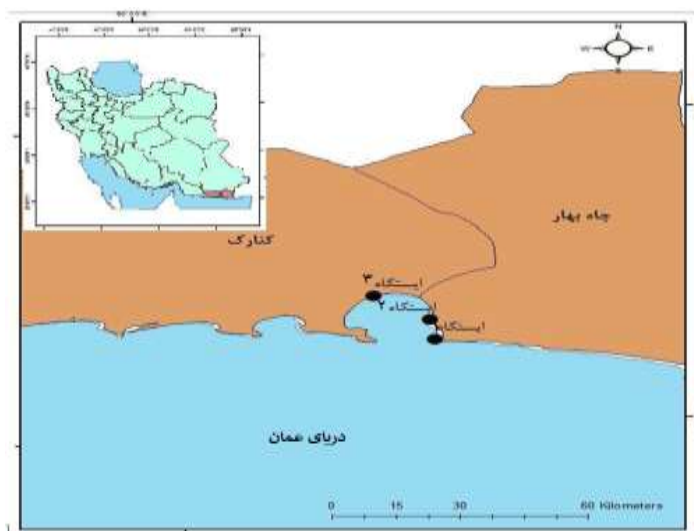 N
W
E
S
چاه بهار
کنارک
ایستگاه ۳
ایستگاه ۲
ایستگاه
دریای عمان
0 15 30 60 Kilometers